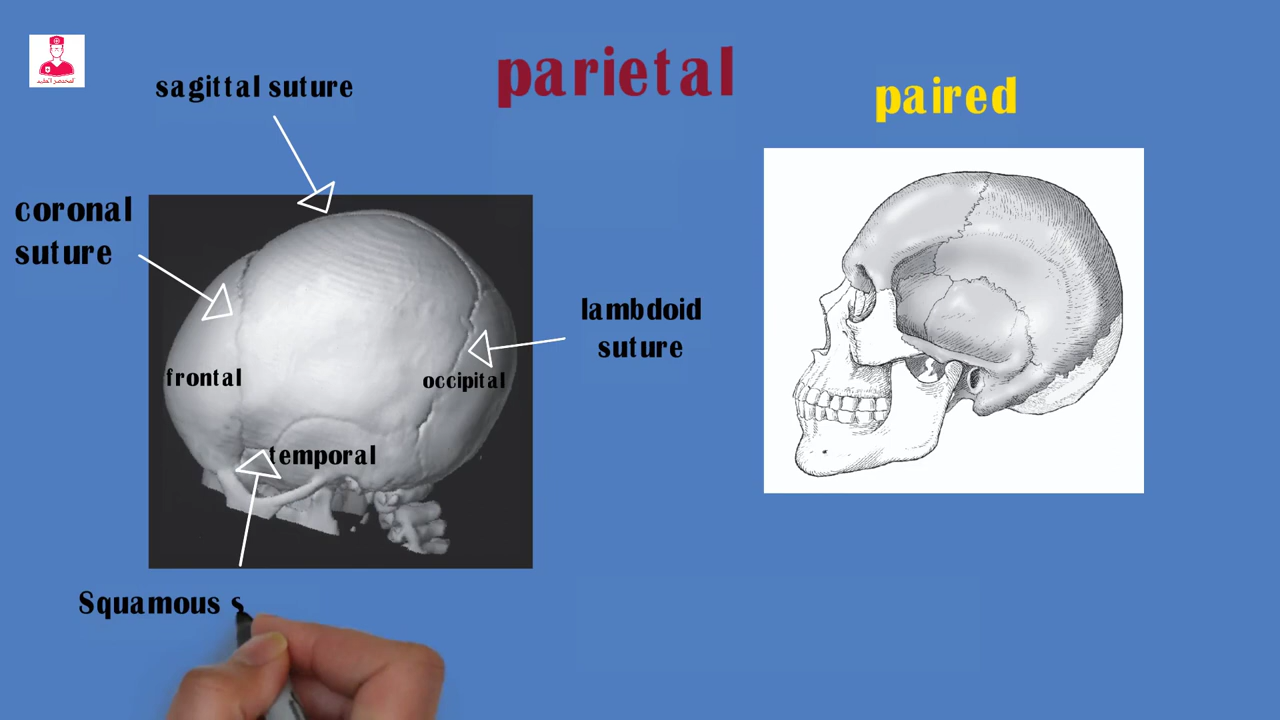 parietal
paired
sagittal suture
coronal
suture
lambdoid
suture
frontal
occipital
temporal
Squamous s